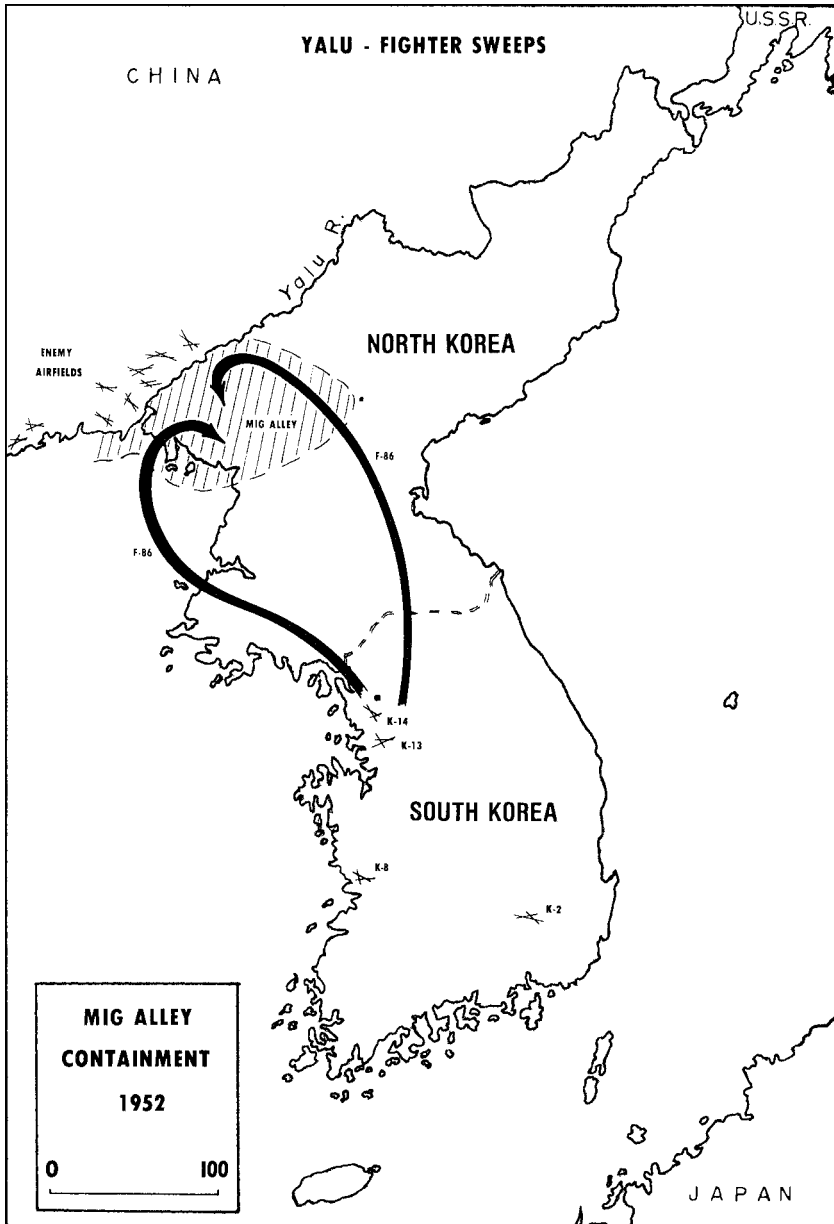 U.S.S.R.
YALU - FIGHTER SWEEPS
CHINA
Yalu R.
ENEMY
AIRFIELDS
NORTH KOREA
MIG ALLEY
F-86
F-86
K-14
K-13
SOUTH KOREA
K-8
K-2
MIG ALLEY
CONTAINMENT
1952
0 100
JAPAN